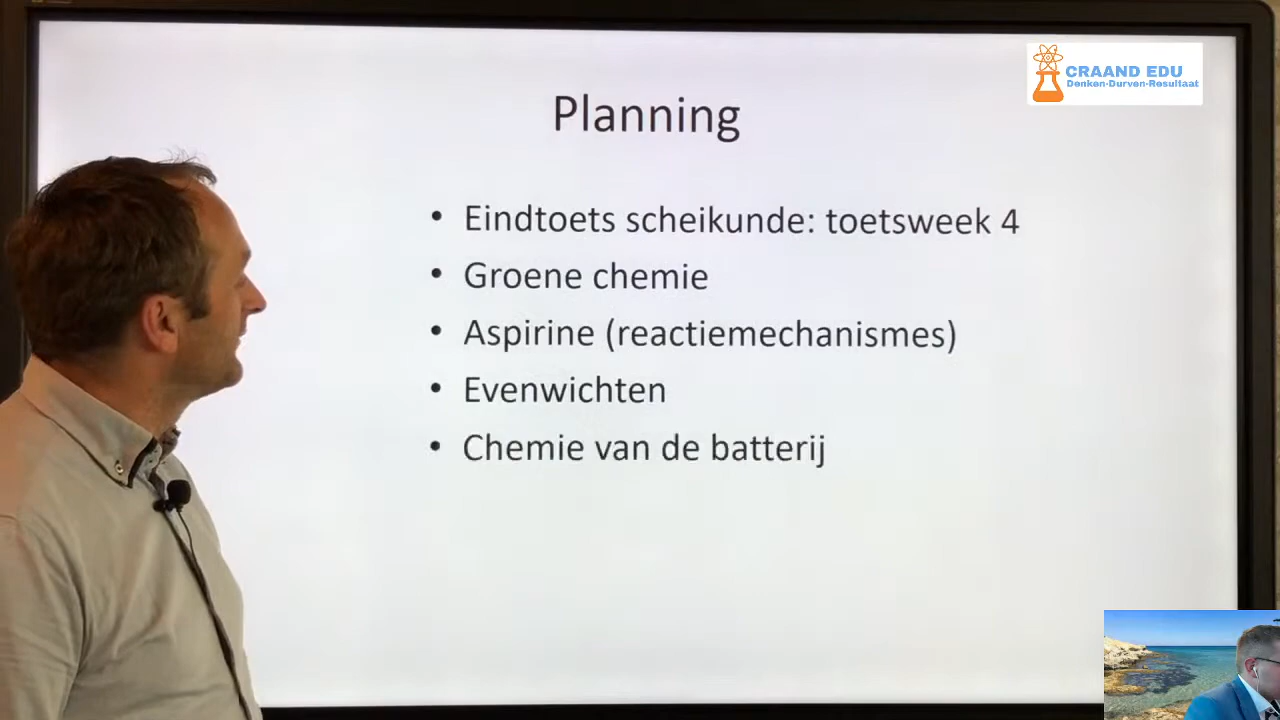 CRAAND EDU
Denken-Durven-Resultaat
Planning
• Eindtoets scheikunde: toetsweek 4
• Groene chemie
• Aspirine (reactiemechanismes)
• Evenwichten
• Chemie van de batterij